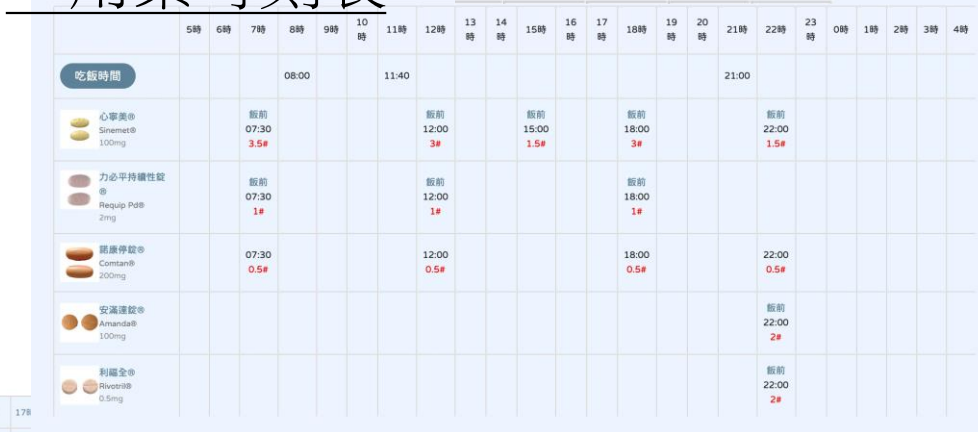 用藥時刻表
5時 6時 7時 8時 9時 10時 11時 12時 13時 14時 15時 16時 17時 18時 19時 20時 21時 22時 23時 0時 1時 2時 3時 4時
吃飯時間 08:00 11:40 21:00
心寧美® 飯前 飯前 飯前 飯前 飯前
Sinemet® 07:30 12:00 15:00 18:00 22:00
100mg 3.5# 3# 1.5# 3# 1.5#
力必平持續性錠
® 飯前 飯前 飯前
Requip Pd® 07:30 12:00 18:00
2mg 1# 1# 1#
諾康停錠®
Comtan® 07:30 12:00 18:00 22:00
200mg 0.5# 0.5# 0.5# 0.5#
安滿達錠® 飯前
Amanda® 22:00
100mg 2#
利福全® 飯前
Rivotril® 22:00
0.5mg 2#